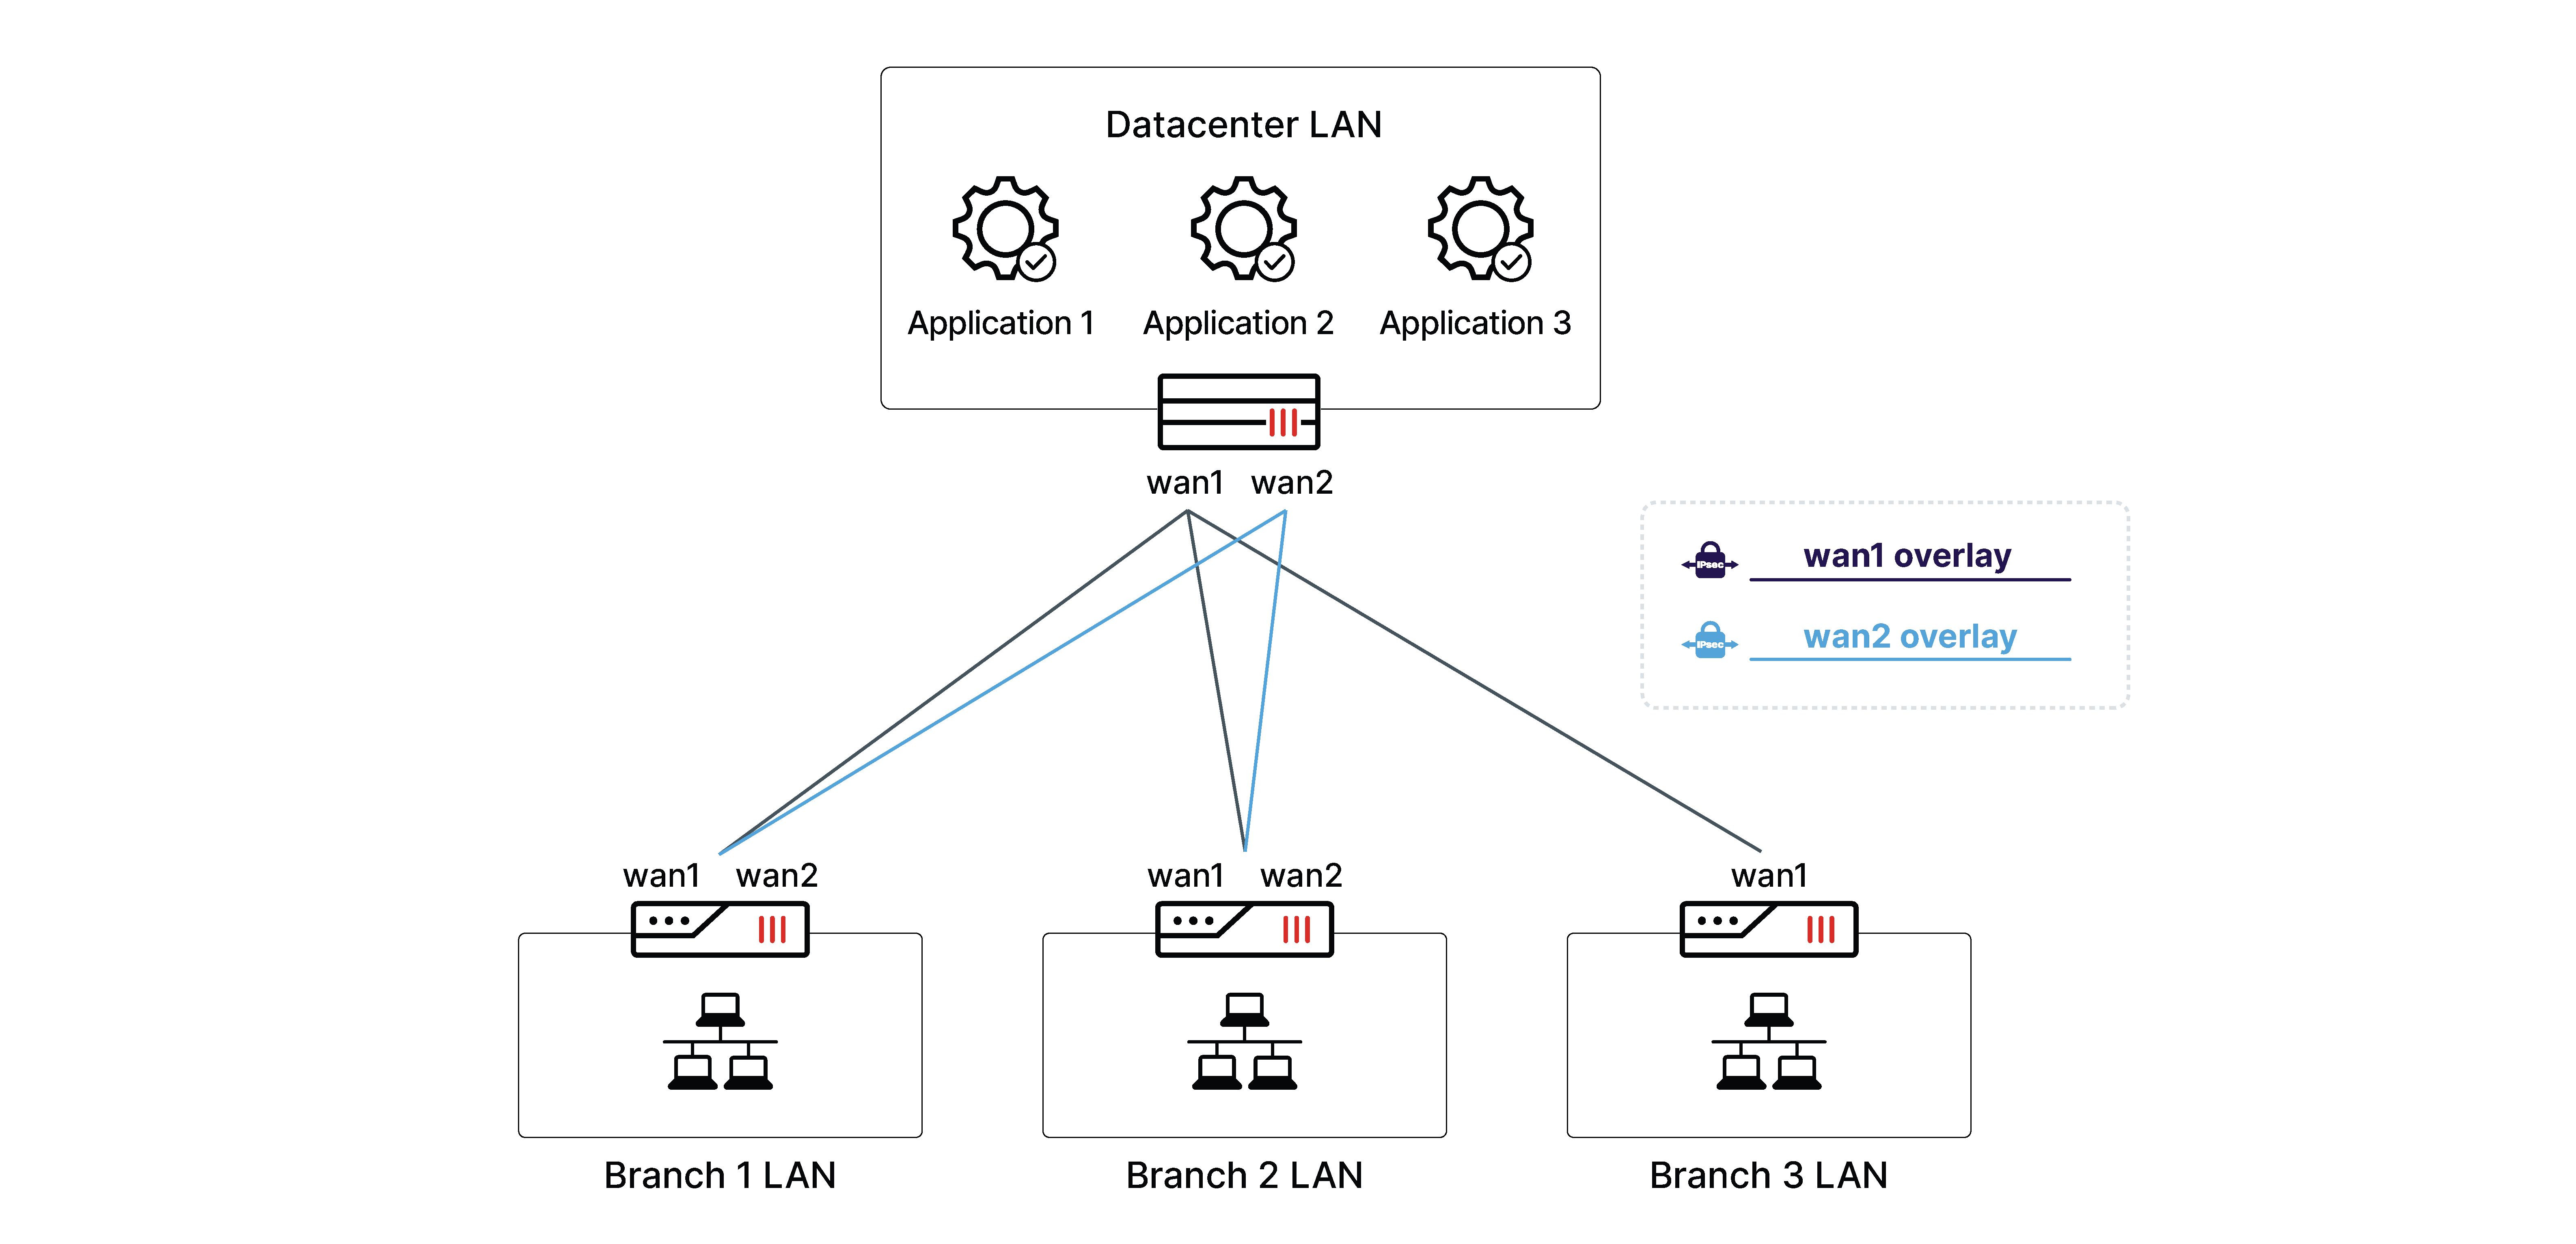 Datacenter LAN
Application 1 Application 2 Application 3
wan1 wan2
IPsec wan1 overlay
IPsec wan2 overlay
wan1 wan2 wan1 wan2 wan1
Branch 1 LAN Branch 2 LAN Branch 3 LAN